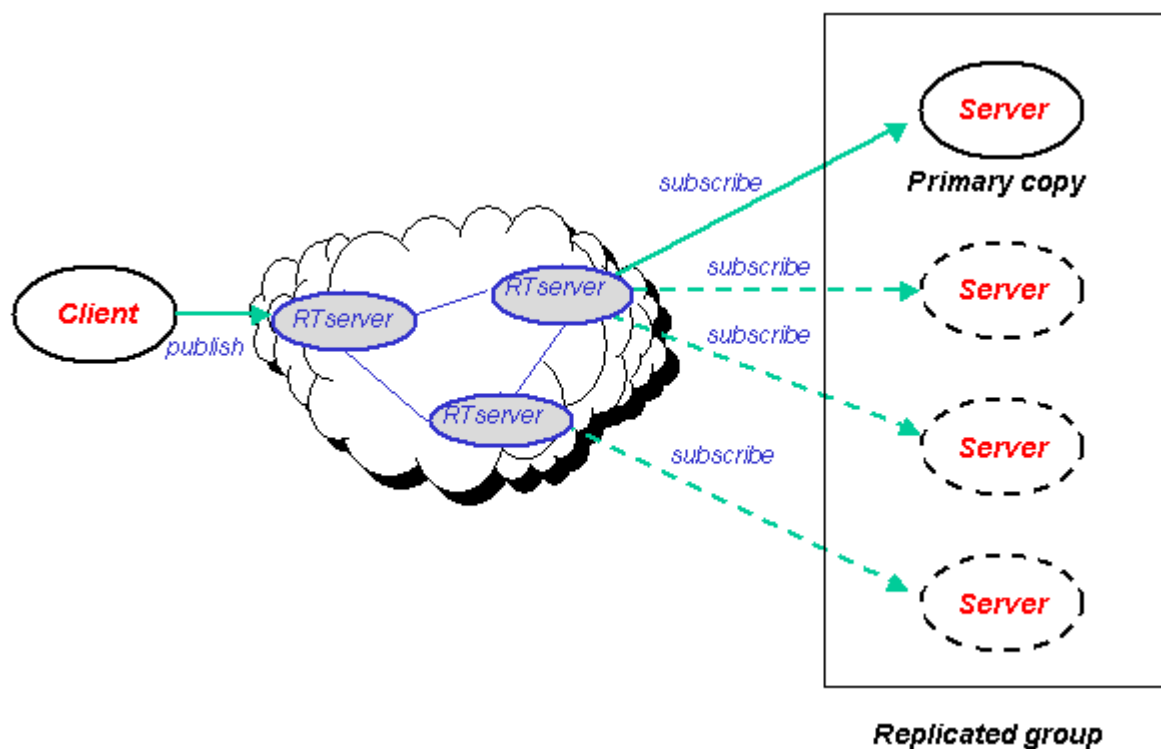 Server
Primary copy
subscribe
subscribe
Server
RTserver
Client
RTserver
publish
subscribe
RTserver
Server
subscribe
Server
Replicated group